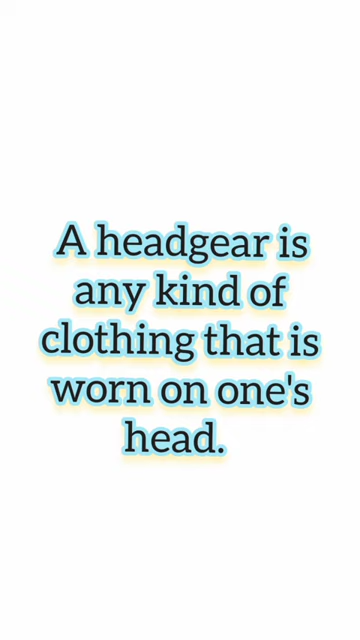 A headgear is
any kind of
clothing that is
worn on one's
head.